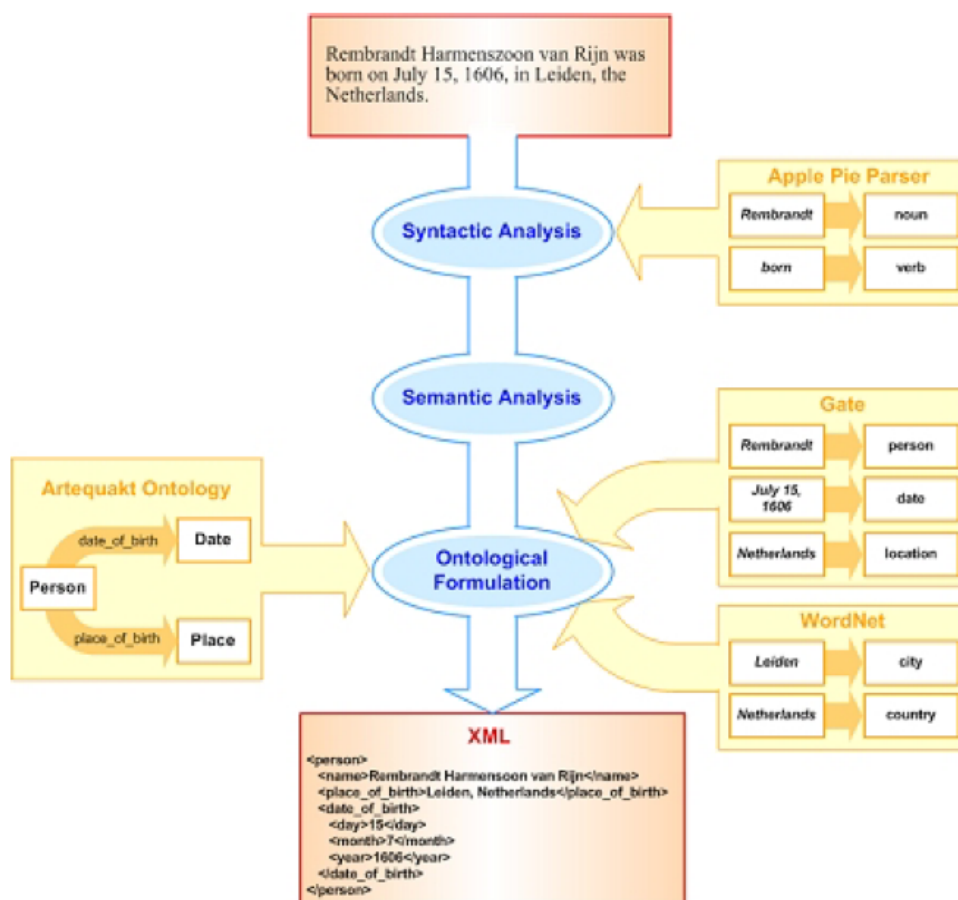 Rembrandt Harmenszoon van Rijn was
born on July 15, 1606, in Leiden, the
Netherlands.
Apple Pie Parser
Rembrandt
noun
born
verb
Syntactic Analysis
Semantic Analysis
Gate
Rembrandt
person
July 15,
1606
date
Netherlands
location
Artequakt Ontology
date_of_birth
Date
Person
place_of_birth
Place
Ontological
Formulation
WordNet
Leiden
city
Netherlands
country
XML
<person>
<name>Rembrandt Harmensoon van Rijn</name>
<place_of_birth>Leiden, Netherlands</place_of_birth>
<date_of_birth>
<day>15</day>
<month>7</month>
<year>1606</year>
</date_of_birth>
</person>